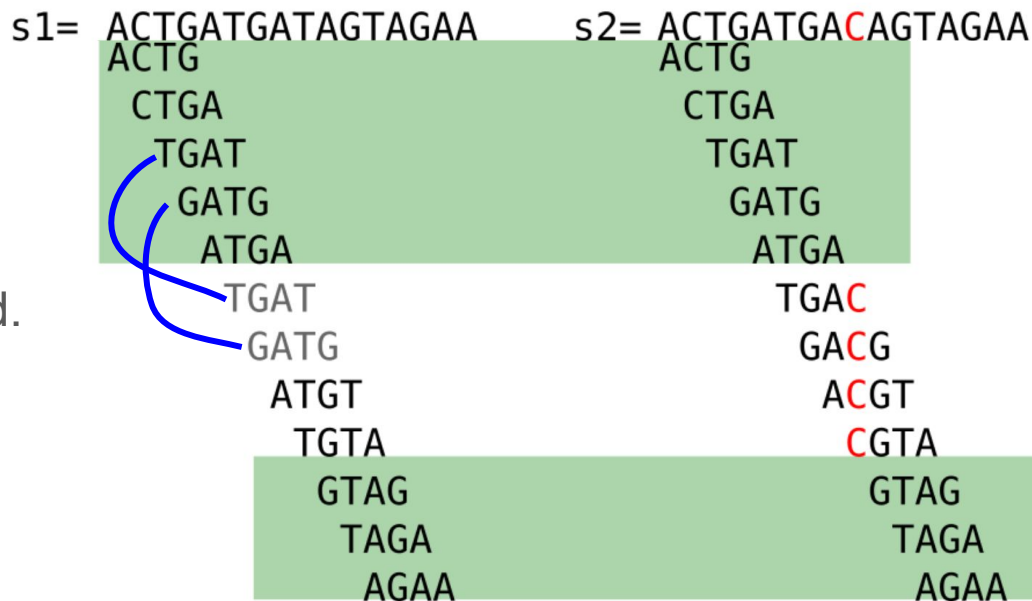 s1= ACTGATGATAGTAGAA s2= ACTGATGACAGTAGAA
ACTG ACTG
CTGA CTGA
TGAT TGAT
GATG GATG
ATGA ATGA
d. TGAT TGAC
GATG GACG
ATGT ACGT
TGTA CGTA
GTAG GTAG
TAGA TAGA
AGAA AGAA